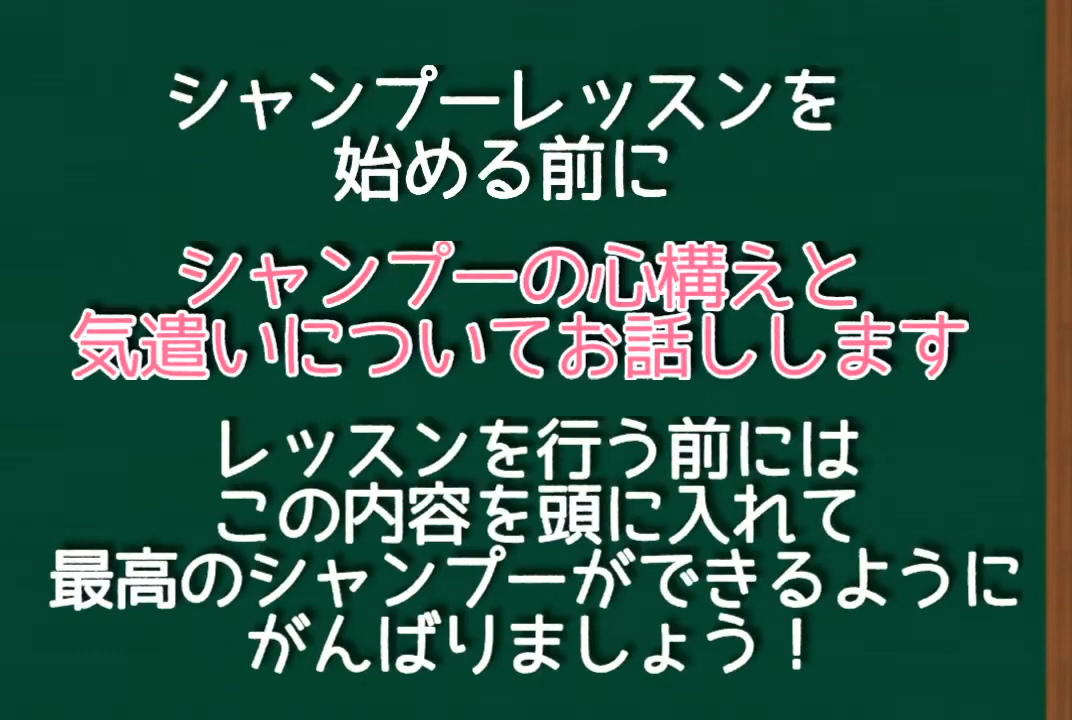 シャンプーレッスンを
始める前に
シャンプーの心構えと
気遣いについてお話しします
レッスンを行う前には
この内容を頭に入れて
最高のシャンプーができるように
がんばりましょう！